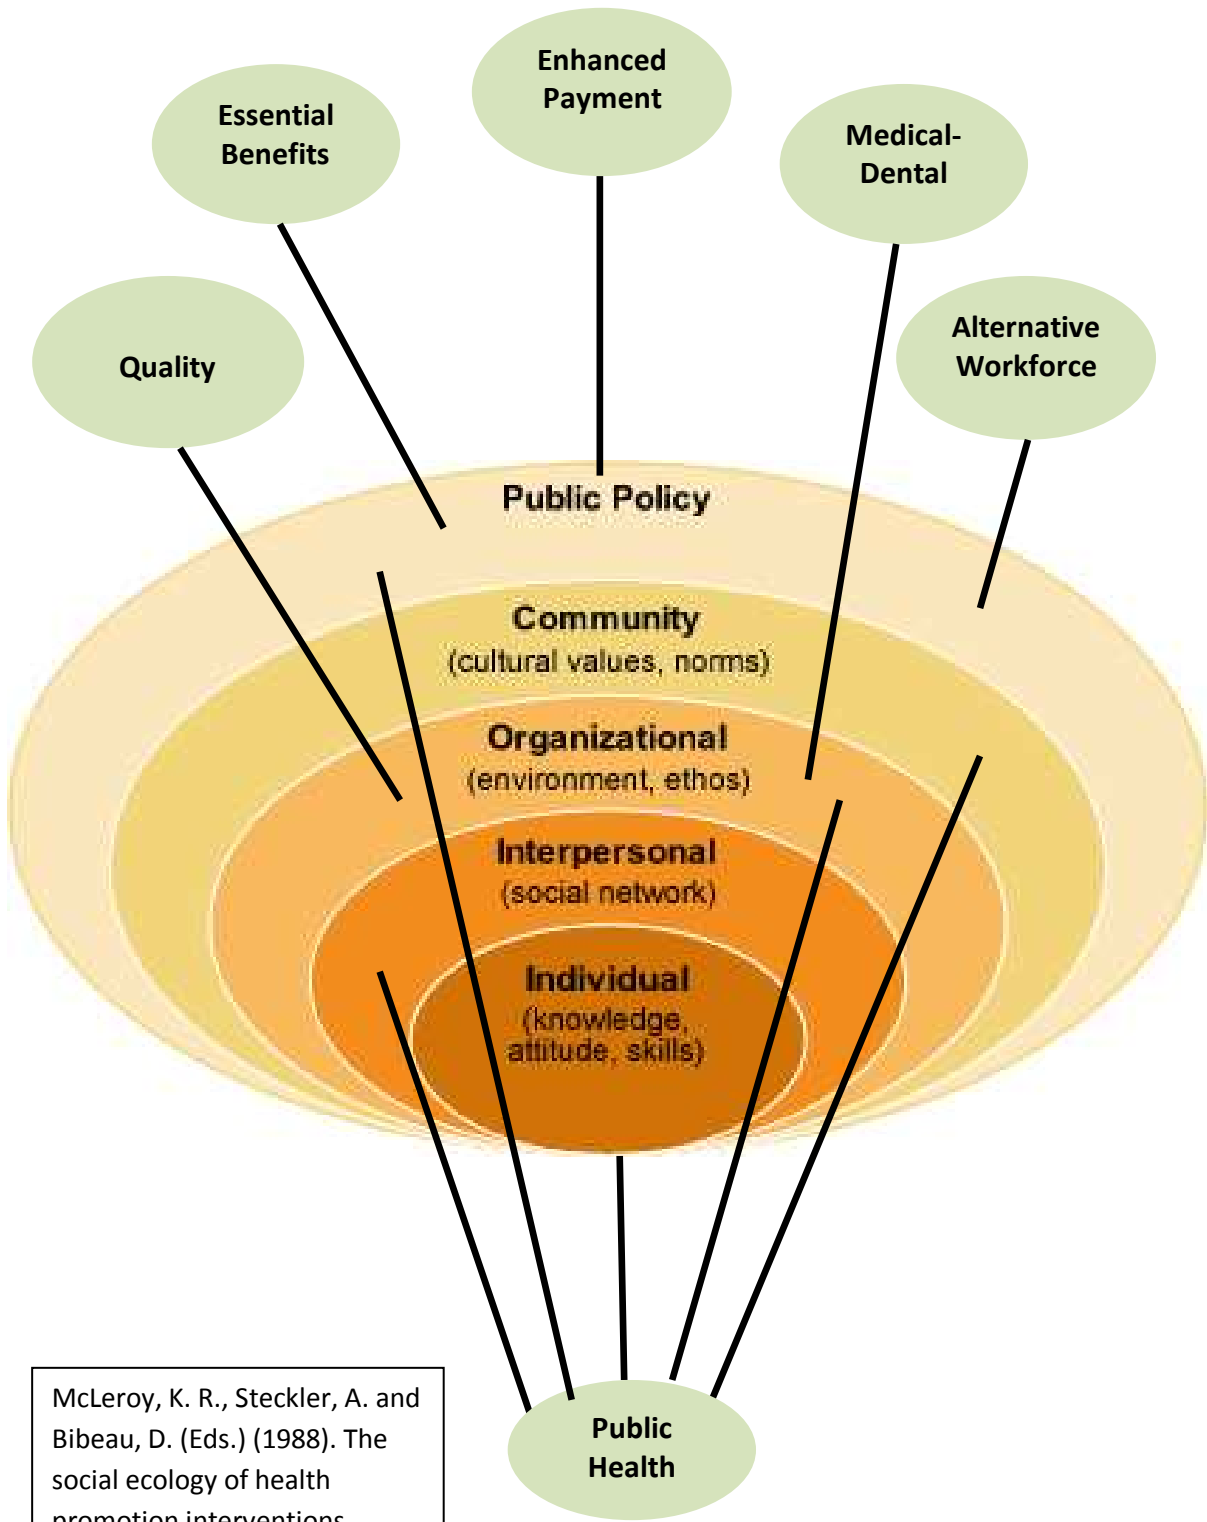 Enhanced
Payment
Essential
Benefits
Medical-
Dental
Quality
Alternative
Workforce
Public Policy
Community
(cultural values, norms)
Organizational
(environment, ethos)
Interpersonal
(social network)
Individual
(knowledge,
attitude, skills)
McLeroy, K. R., Steckler, A. and
Bibeau, D. (Eds.) (1988). The
social ecology of health
promotion interventions
Public
Health